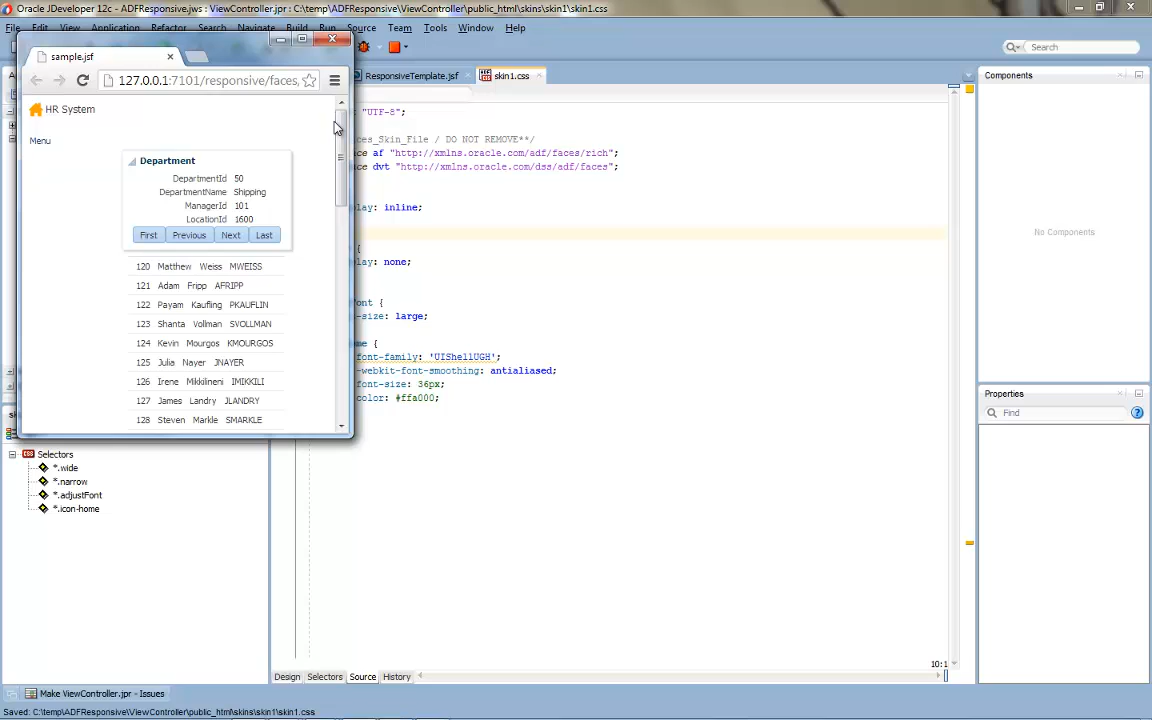 Oracle JDeveloper 12c - ADFResponsive.jws : ViewController.jpr : C:\temp\ADFResponsive\ViewController\public_html\skins\skin1\skin1.css
File Edit View Application Refactor Search Navigate Build Run Source Team Tools Window Help
Search
sample.jsf
127.0.0.1:7101/responsive/faces,
HR System
Menu
Department
DepartmentId 50
DepartmentName Shipping
ManagerId 101
LocationId 1600
First Previous Next Last
120 Matthew Weiss MWEISS
121 Adam Fripp AFRIPP
122 Payam Kaufling PKAUFLIN
123 Shanta Vollman SVOLLMAN
124 Kevin Mourgos KMOURGOS
125 Julia Nayer JNAYER
126 Irene Mikkilineni IMIKKILI
127 James Landry JLANDRY
128 Steven Markle SMARKLE
ResponsiveTemplate.jsf skin1.css
"UTF-8";
ces_Skin_File / DO NOT REMOVE**/
ce af "http://xmlns.oracle.com/adf/faces/rich";
ce dvt "http://xmlns.oracle.com/dss/adf/faces";
lay: inline;
{
lay: none;
ont {
-size: large;
me {
font-family: 'UIShellUGH';
-webkit-font-smoothing: antialiased;
font-size: 36px;
color: #ffa000;
10:1
Design Selectors Source History
Components
No Components
Properties
Find
Selectors
*.wide
*.narrow
*.adjustFont
*.icon-home
Make ViewController.jpr - Issues
Saved: C:\temp\ADFResponsive\ViewController\public_html\skins\skin1\skin1.css